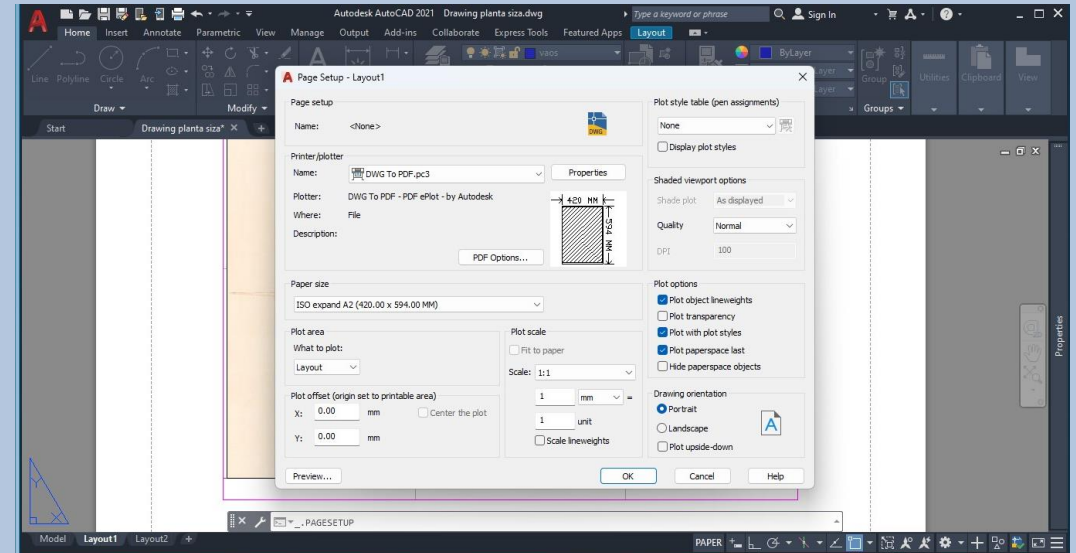 Autodesk AutoCAD 2021 Drawing planta siza.dwg
Type a keyword or phrase
Sign In
Home Insert Annotate Parametric View Manage Output Add-ins Collaborate Express Tools Featured Apps Layout
vaos
ByLayer
Line Polyline Circle Arc
Group Utilities Clipboard View
Draw Modify Groups
Start Drawing planta siza* +
Page Setup - Layout1
Page setup
Name: <None>
DWG
Printer/plotter
Name: DWG To PDF.pc3 Properties
Plotter: DWG To PDF - PDF ePlot - by Autodesk
Where: File
Description:
420 MM
594 MM
PDF Options...
Paper size
ISO expand A2 (420.00 x 594.00 MM)
Plot area
What to plot:
Layout
Plot offset (origin set to printable area)
X: 0.00 mm Center the plot
Y: 0.00 mm
Plot scale
Fit to paper
Scale: 1:1
1 mm =
1 unit
Scale lineweights
Plot style table (pen assignments)
None
Display plot styles
Shaded viewport options
Shade plot As displayed
Quality Normal
DPI 100
Plot options
Plot object lineweights
Plot transparency
Plot with plot styles
Plot paperspace last
Hide paperspace objects
Drawing orientation
Portrait
Landscape
Plot upside-down
A
Preview... OK Cancel Help
Properties
Y
X
_.PAGESETUP
Model Layout1 Layout2 +
PAPER